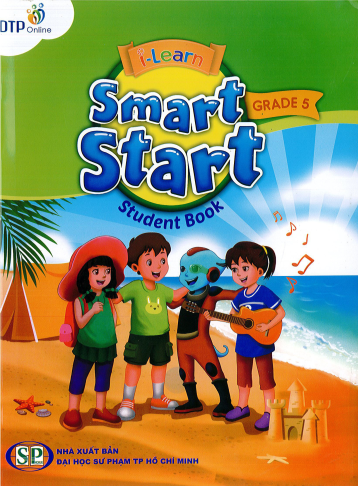 DTP Online
i-Learn
Smart
Start
GRADE 5
Student Book
SP
NHÀ XUẤT BẢN
ĐẠI HỌC SƯ PHẠM TP HỒ CHÍ MINH